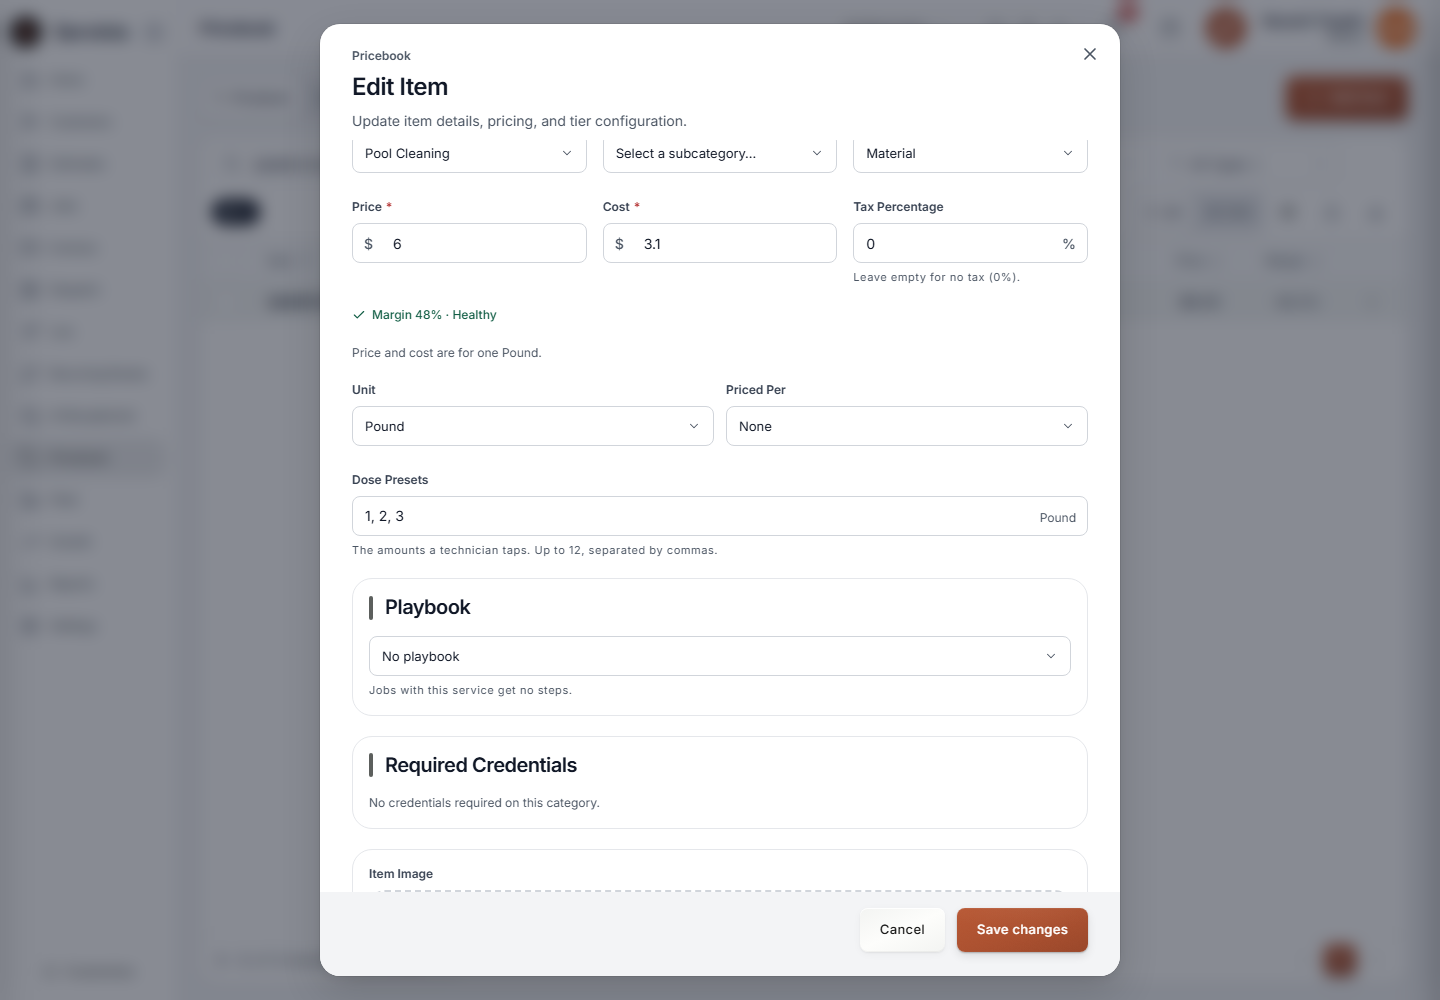 Pricebook
Edit Item
Update item details, pricing, and tier configuration.
Pool Cleaning
Select a subcategory...
Material
Price *
Cost *
Tax Percentage
$ 6
$ 3.1
0 %
Leave empty for no tax (0%).
Margin 48% · Healthy
Price and cost are for one Pound.
Unit
Priced Per
Pound
None
Dose Presets
1, 2, 3
Pound
The amounts a technician taps. Up to 12, separated by commas.
Playbook
No playbook
Jobs with this service get no steps.
Required Credentials
No credentials required on this category.
Item Image
Cancel
Save changes